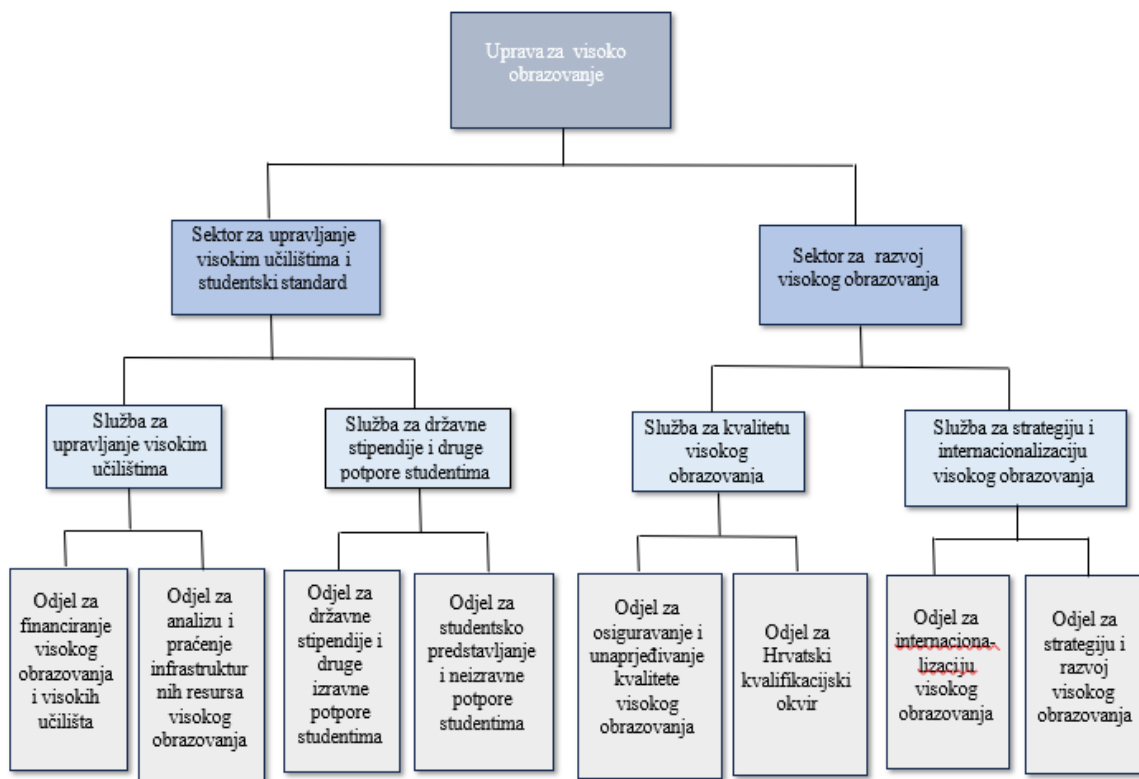 Uprava za visoko
obrazovanje
Sektor za upravljanje
visokim učilištima i
studentski standard
Sektor za razvoj
visokog obrazovanja
Služba za
upravljanje visokim
učilištima
Služba za državne
stipendije i druge
potpore studentima
Služba za kvalitetu
visokog
obrazovanja
Služba za strategiju i
internacionalizaciju
visokog obrazovanja
Odjel za
financiranje
visokog
obrazovanja
i visokih
učilišta
Odjel za
analizu i
praćenje
infrastruktur
nih resursa
visokog
obrazovanja
Odjel za
državne
stipendije i
druge
izravne
potpore
studentima
Odjel za
studentsko
predstavljanje
i neizravne
potpore
studentima
Odjel za
osiguravanje i
unaprjeđivanje
kvalitete
visokog
obrazovanja
Odjel za
Hrvatski
kvalifikacijski
okvir
Odjel za
internaciona-
lizaciju
visokog
obrazovanja
Odjel za
strategiju i
razvoj
visokog
obrazovanja